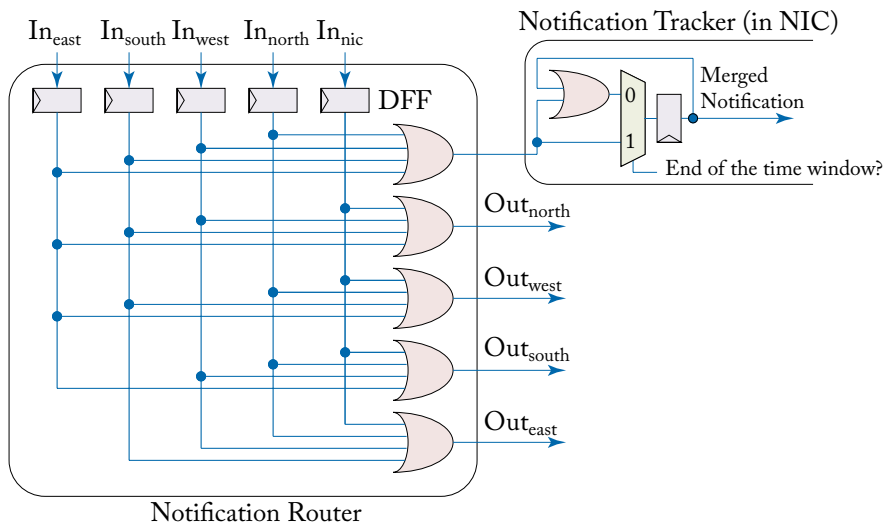 Notification Tracker (in NIC)
In_east In_south In_west In_north In_nic
DFF
0
1
Merged
Notification
End of the time window?
Out_north
Out_west
Out_south
Out_east
Notification Router